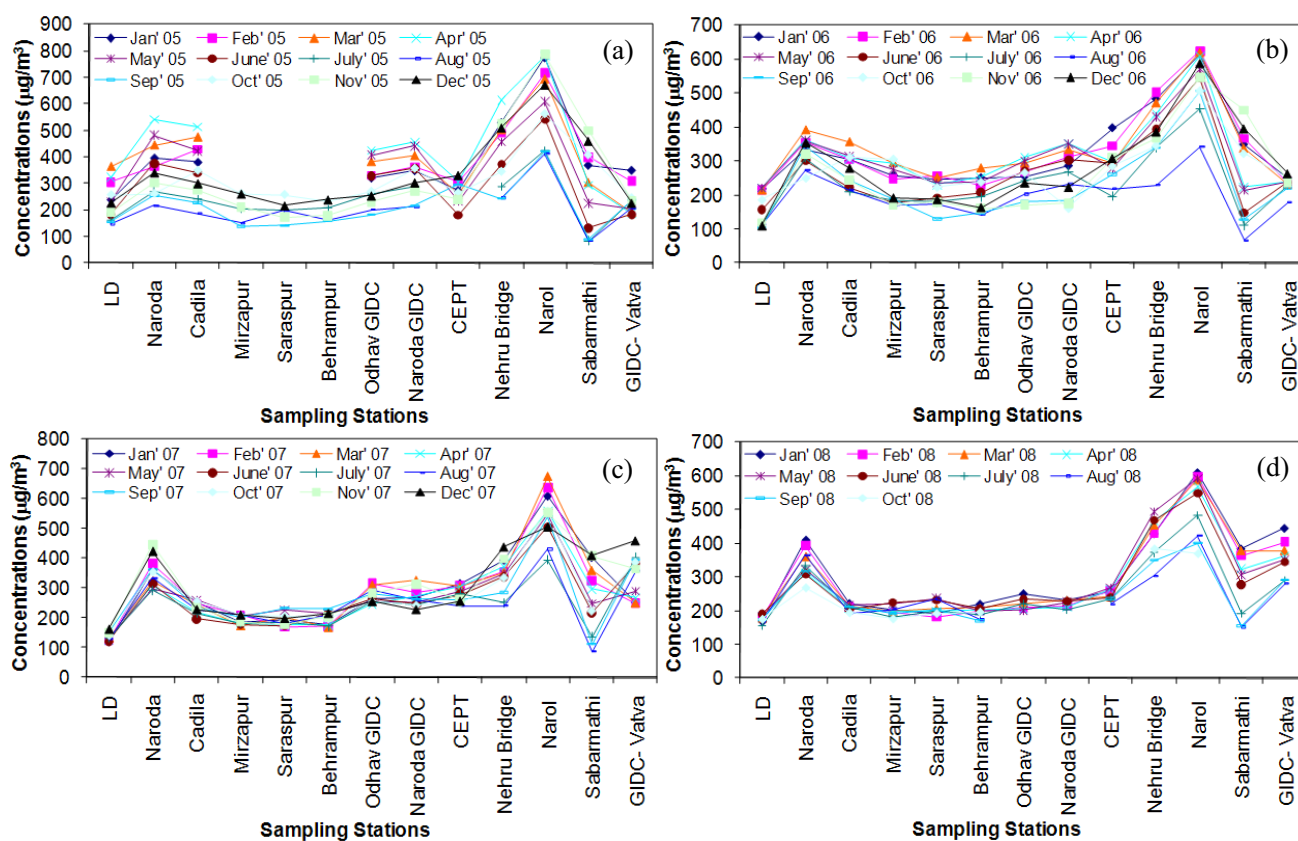 (a)
Concentrations (µg/m³)
900
800
700
600
500
400
300
200
100
0
Jan' 05 Feb' 05 Mar' 05 Apr' 05
May' 05 June' 05 July' 05 Aug' 05
Sep' 05 Oct' 05 Nov' 05 Dec' 05
LD
Naroda
Cadila
Mirzapur
Saraspur
Behrampur
Odhav GIDC
Naroda GIDC
CEPT
Nehru Bridge
Narol
Sabarmathi
GIDC- Vatva
Sampling Stations
(b)
Concentrations (µg/m³)
700
600
500
400
300
200
100
0
Jan' 06 Feb' 06 Mar' 06 Apr' 06
May' 06 June' 06 July' 06 Aug' 06
Sep' 06 Oct' 06 Nov' 06 Dec' 06
LD
Naroda
Cadila
Mirzapur
Saraspur
Behrampur
Odhav GIDC
Naroda GIDC
CEPT
Nehru Bridge
Narol
Sabarmathi
GIDC- Vatva
Sampling Stations
(c)
Concentrations (µg/m³)
800
700
600
500
400
300
200
100
0
Jan' 07 Feb' 07 Mar' 07 Apr' 07
May' 07 June' 07 July' 07 Aug' 07
Sep' 07 Oct' 07 Nov' 07 Dec' 07
LD
Naroda
Cadila
Mirzapur
Saraspur
Behrampur
Odhav GIDC
Naroda GIDC
CEPT
Nehru Bridge
Narol
Sabarmathi
GIDC- Vatva
Sampling Stations
(d)
Concentrations (µg/m³)
700
600
500
400
300
200
100
0
Jan' 08 Feb' 08 Mar' 08 Apr' 08
May' 08 June' 08 July' 08 Aug' 08
Sep' 08 Oct' 08
LD
Naroda
Cadila
Mirzapur
Saraspur
Behrampur
Odhav GIDC
Naroda GIDC
CEPT
Nehru Bridge
Narol
Sabarmathi
GIDC- Vatva
Sampling Stations